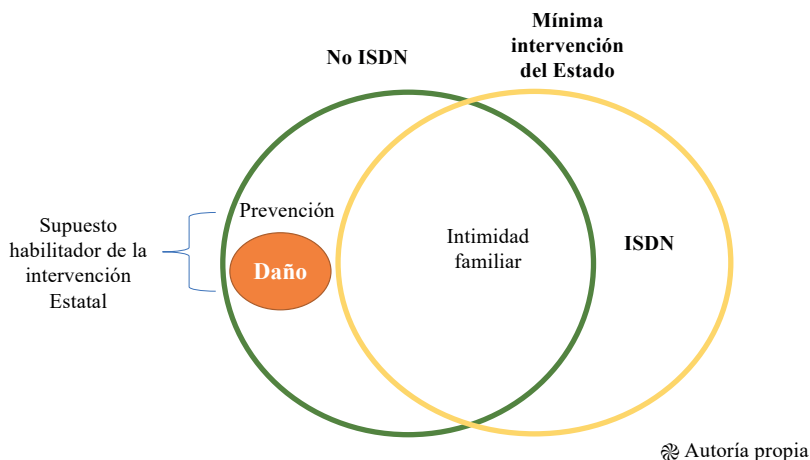 No ISDN
Mínima
intervención
del Estado
Supuesto
habilitador de la
intervención
Estatal
Prevención
Daño
Intimidad
familiar
ISDN
Autoría propia